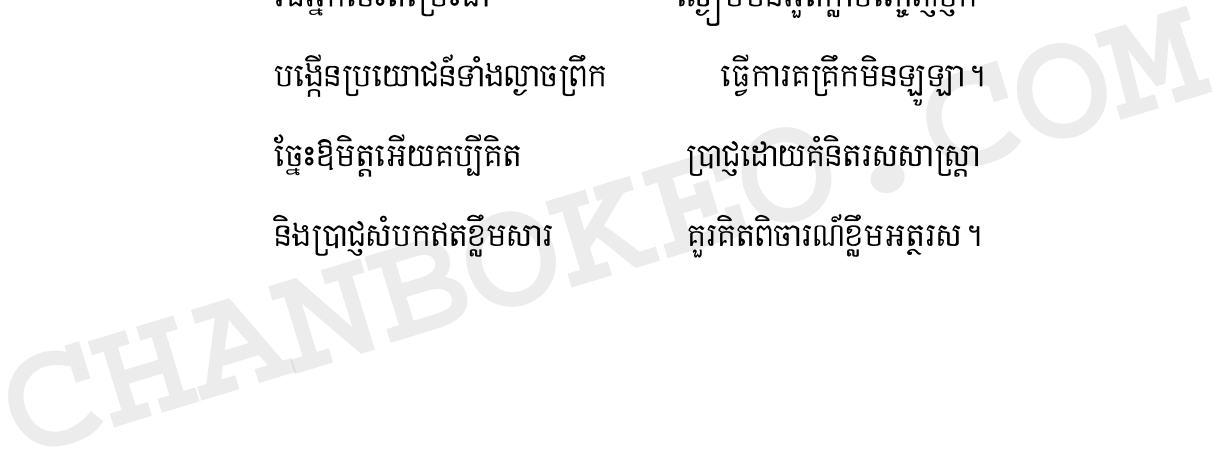 បង្កើនប្រយោជន៍ទាំងល្ងាចព្រឹក ធ្វើការគគ្រឹកមិនឡូឡា។
ច្នែះឱមិត្តអើយគប្បីគិត ប្រាជ្ញដោយគំនិតរសសាស្ត្រា
និងប្រាជ្ញសំបកឥតខ្លឹមសារ គួរគិតពិចារណ៍ខ្លឹមអត្ថរស។
CHANBOKEO.COM